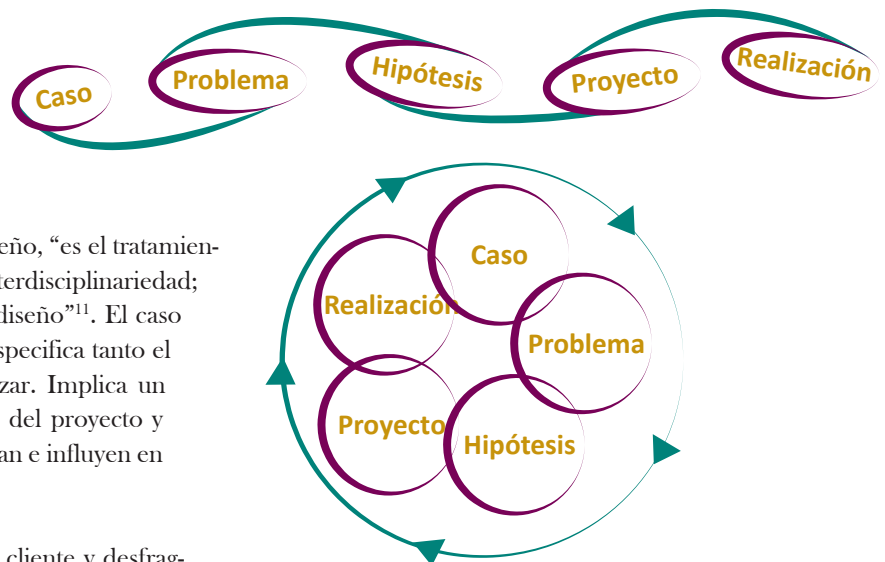 Caso
Problema
Hipótesis
Proyecto
Realización
eño, “es el tratamien-
terdisciplinariedad;
diseño”11. El caso
specifica tanto el
zar. Implica un
del proyecto y
an e influyen en
cliente y desfrag-
Caso
Realización
Problema
Proyecto
Hipótesis